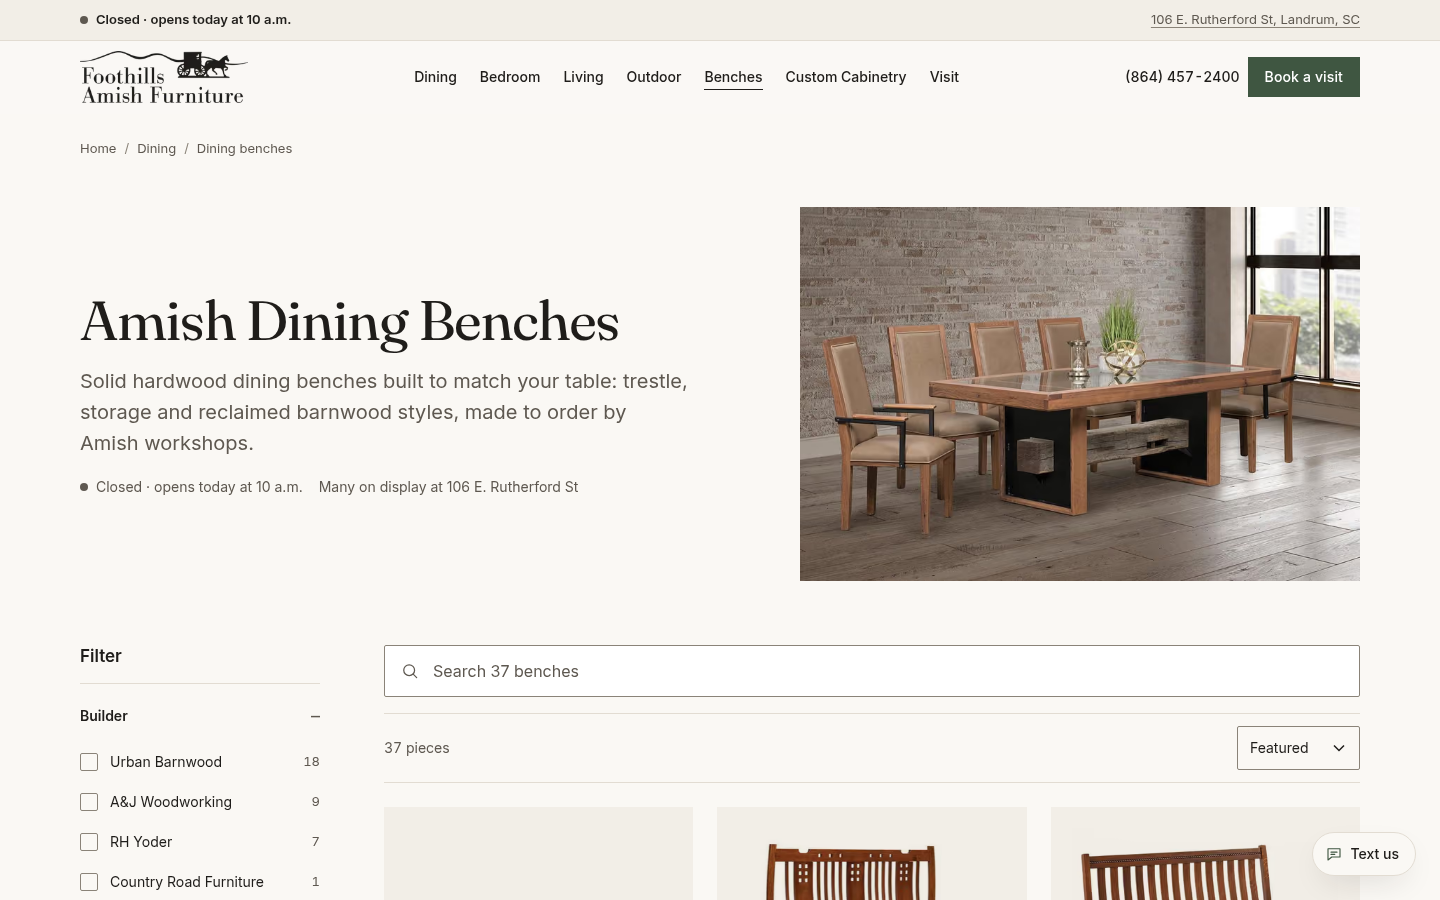 Closed · opens today at 10 a.m.
106 E. Rutherford St, Landrum, SC
Foothills
Amish Furniture
Dining
Bedroom
Living
Outdoor
Benches
Custom Cabinetry
Visit
(864) 457-2400
Book a visit
Home / Dining / Dining benches
Amish Dining Benches
Solid hardwood dining benches built to match your table: trestle,
storage and reclaimed barnwood styles, made to order by
Amish workshops.
Closed · opens today at 10 a.m.
Many on display at 106 E. Rutherford St
Filter
Search 37 benches
Builder
37 pieces
Featured
Urban Barnwood 18
A&J Woodworking 9
RH Yoder 7
Country Road Furniture 1
Text us